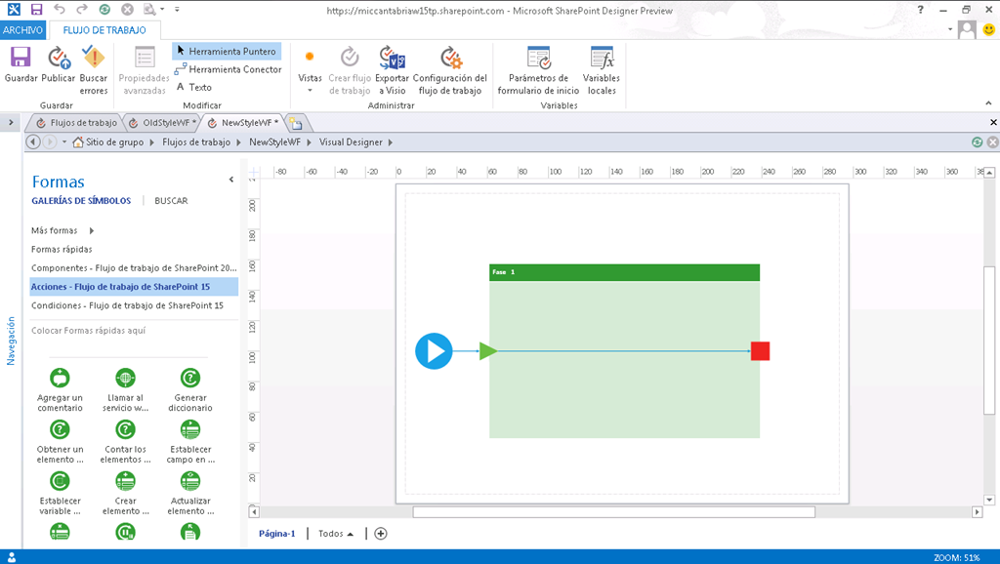 https://miccantabriaw15tp.sharepoint.com - Microsoft SharePoint Designer Preview
?
ARCHIVO
FLUJO DE TRABAJO
Guardar
Publicar
Buscar errores
Guardar
Propiedades avanzadas
Herramienta Puntero
Herramienta Conector
A Texto
Modificar
Vistas
Crear flujo de trabajo
Exportar a Visio
Configuración del flujo de trabajo
Administrar
Parámetros de formulario de inicio
Variables locales
Variables
Flujos de trabajo
OldStyleWF *
NewStyleWF *
Sitio de grupo
Flujos de trabajo
NewStyleWF
Visual Designer
Navegación
Formas
GALERÍAS DE SÍMBOLOS
BUSCAR
Más formas
Formas rápidas
Componentes - Flujo de trabajo de SharePoint 20...
Acciones - Flujo de trabajo de SharePoint 15
Condiciones - Flujo de trabajo de SharePoint 15
Colocar Formas rápidas aquí
Agregar un comentario
Llamar al servicio w...
Generar diccionario
Obtener un elemento ...
Contar los elementos ...
Establecer campo en ...
Establecer variable ...
Crear elemento ...
Actualizar elemento ...
-80 -60 -40 -20 0 20 40 60 80 100 120 140 160 180 200 220 240 260 280 300 320 340 360
200
180
160
140
120
100
80
60
40
20
Fase 1
Página-1
Todos
ZOOM: 51%